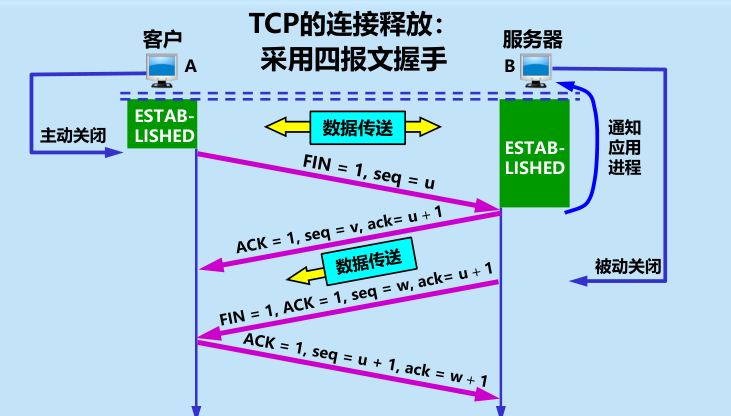 TCP的连接释放：
采用四报文握手
客户
A
服务器
B
ESTAB-
LISHED
数据传送
ESTAB-
LISHED
通知
应用
进程
主动关闭
FIN = 1, seq = u
ACK = 1, seq = v, ack= u + 1
数据传送
被动关闭
FIN = 1, ACK = 1, seq = w, ack= u + 1
ACK = 1, seq = u + 1, ack = w + 1